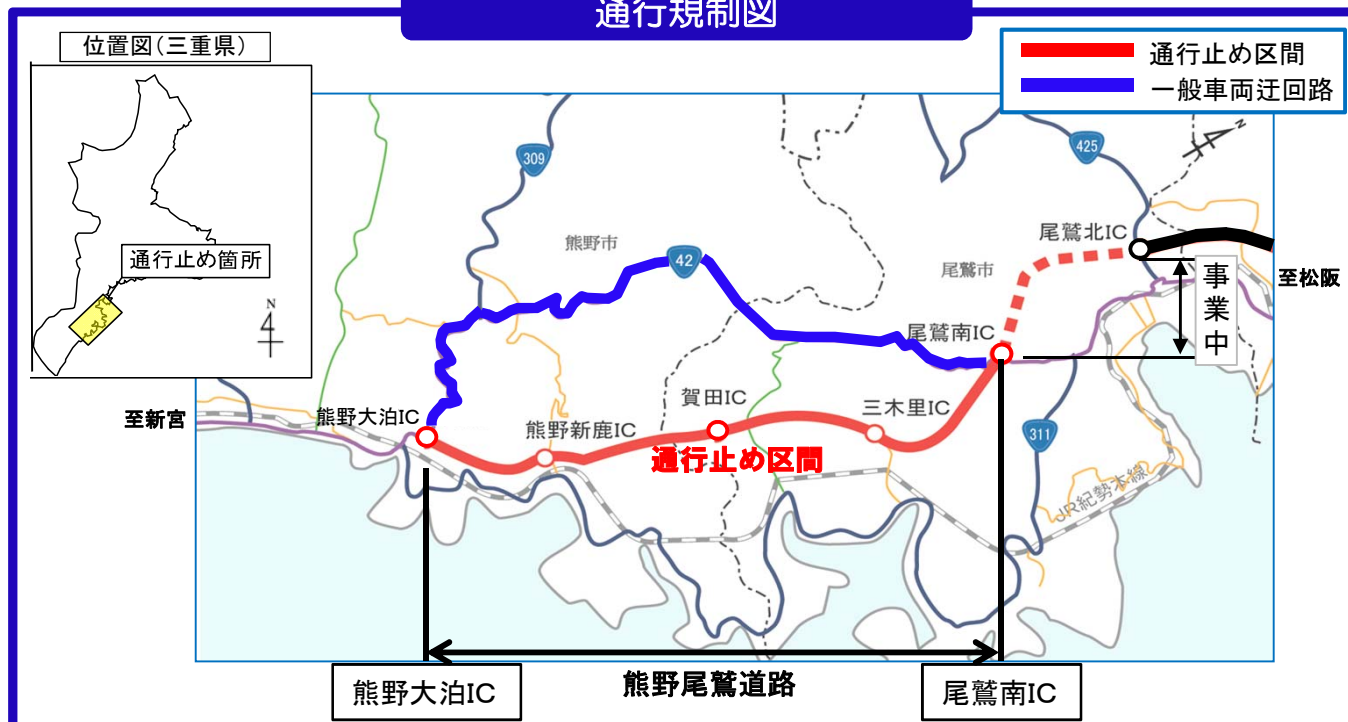 通行規制図
位置図(三重県)
通行止め箇所
N
通行止め区間
一般車両迂回路
N
309
425
熊野市
42
尾鷲市
尾鷲北IC
至松阪
事業中
尾鷲南IC
至新宮
熊野大泊IC
熊野新鹿IC
賀田IC
三木里IC
通行止め区間
311
JR紀勢本線
熊野大泊IC
熊野尾鷲道路
尾鷲南IC